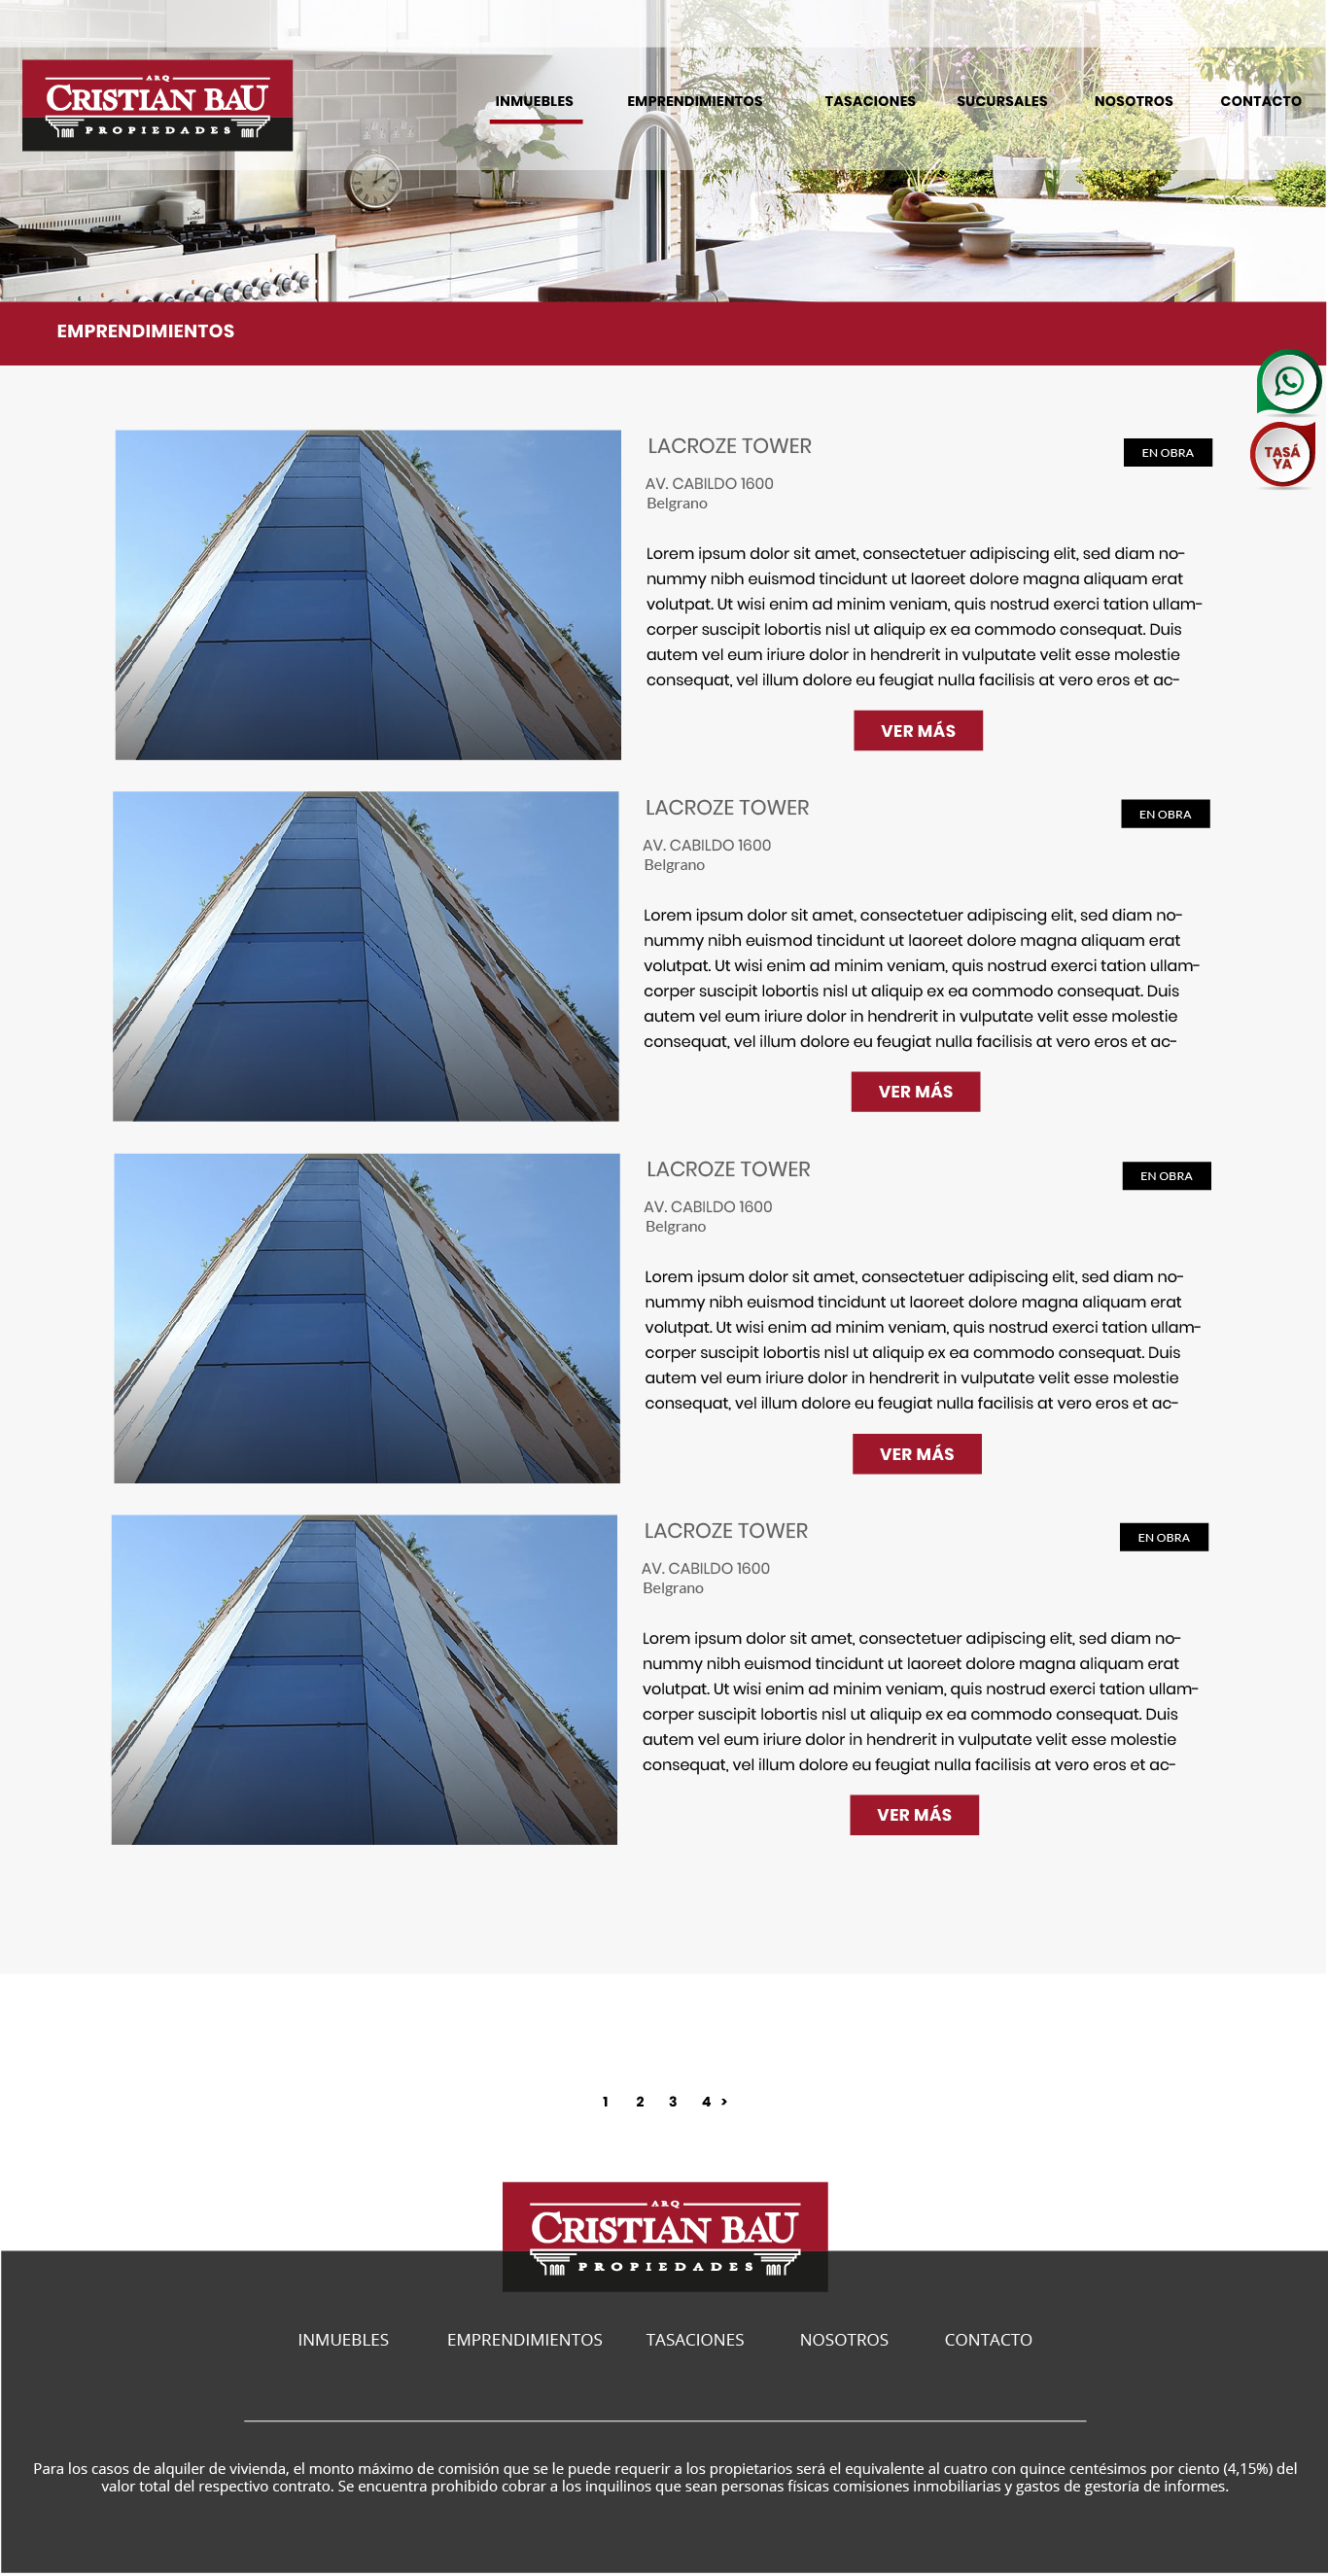 ARQ
CRISTIAN BAU
PROPIEDADES
INMUEBLES EMPRENDIMIENTOS TASACIONES SUCURSALES NOSOTROS CONTACTO
EMPRENDIMIENTOS
TASÁ
YA
LACROZE TOWER
EN OBRA
AV. CABILDO 1600
Belgrano
Lorem ipsum dolor sit amet, consectetuer adipiscing elit, sed diam no-
nummy nibh euismod tincidunt ut laoreet dolore magna aliquam erat
volutpat. Ut wisi enim ad minim veniam, quis nostrud exerci tation ullam-
corper suscipit lobortis nisl ut aliquip ex ea commodo consequat. Duis
autem vel eum iriure dolor in hendrerit in vulputate velit esse molestie
consequat, vel illum dolore eu feugiat nulla facilisis at vero eros et ac-
VER MÁS
LACROZE TOWER
EN OBRA
AV. CABILDO 1600
Belgrano
Lorem ipsum dolor sit amet, consectetuer adipiscing elit, sed diam no-
nummy nibh euismod tincidunt ut laoreet dolore magna aliquam erat
volutpat. Ut wisi enim ad minim veniam, quis nostrud exerci tation ullam-
corper suscipit lobortis nisl ut aliquip ex ea commodo consequat. Duis
autem vel eum iriure dolor in hendrerit in vulputate velit esse molestie
consequat, vel illum dolore eu feugiat nulla facilisis at vero eros et ac-
VER MÁS
LACROZE TOWER
EN OBRA
AV. CABILDO 1600
Belgrano
Lorem ipsum dolor sit amet, consectetuer adipiscing elit, sed diam no-
nummy nibh euismod tincidunt ut laoreet dolore magna aliquam erat
volutpat. Ut wisi enim ad minim veniam, quis nostrud exerci tation ullam-
corper suscipit lobortis nisl ut aliquip ex ea commodo consequat. Duis
autem vel eum iriure dolor in hendrerit in vulputate velit esse molestie
consequat, vel illum dolore eu feugiat nulla facilisis at vero eros et ac-
VER MÁS
LACROZE TOWER
EN OBRA
AV. CABILDO 1600
Belgrano
Lorem ipsum dolor sit amet, consectetuer adipiscing elit, sed diam no-
nummy nibh euismod tincidunt ut laoreet dolore magna aliquam erat
volutpat. Ut wisi enim ad minim veniam, quis nostrud exerci tation ullam-
corper suscipit lobortis nisl ut aliquip ex ea commodo consequat. Duis
autem vel eum iriure dolor in hendrerit in vulputate velit esse molestie
consequat, vel illum dolore eu feugiat nulla facilisis at vero eros et ac-
VER MÁS
1 2 3 4 >
ARQ
CRISTIAN BAU
PROPIEDADES
INMUEBLES EMPRENDIMIENTOS TASACIONES NOSOTROS CONTACTO
Para los casos de alquiler de vivienda, el monto máximo de comisión que se le puede requerir a los propietarios será el equivalente al cuatro con quince centésimos por ciento (4,15%) del
valor total del respectivo contrato. Se encuentra prohibido cobrar a los inquilinos que sean personas físicas comisiones inmobiliarias y gastos de gestoría de informes.